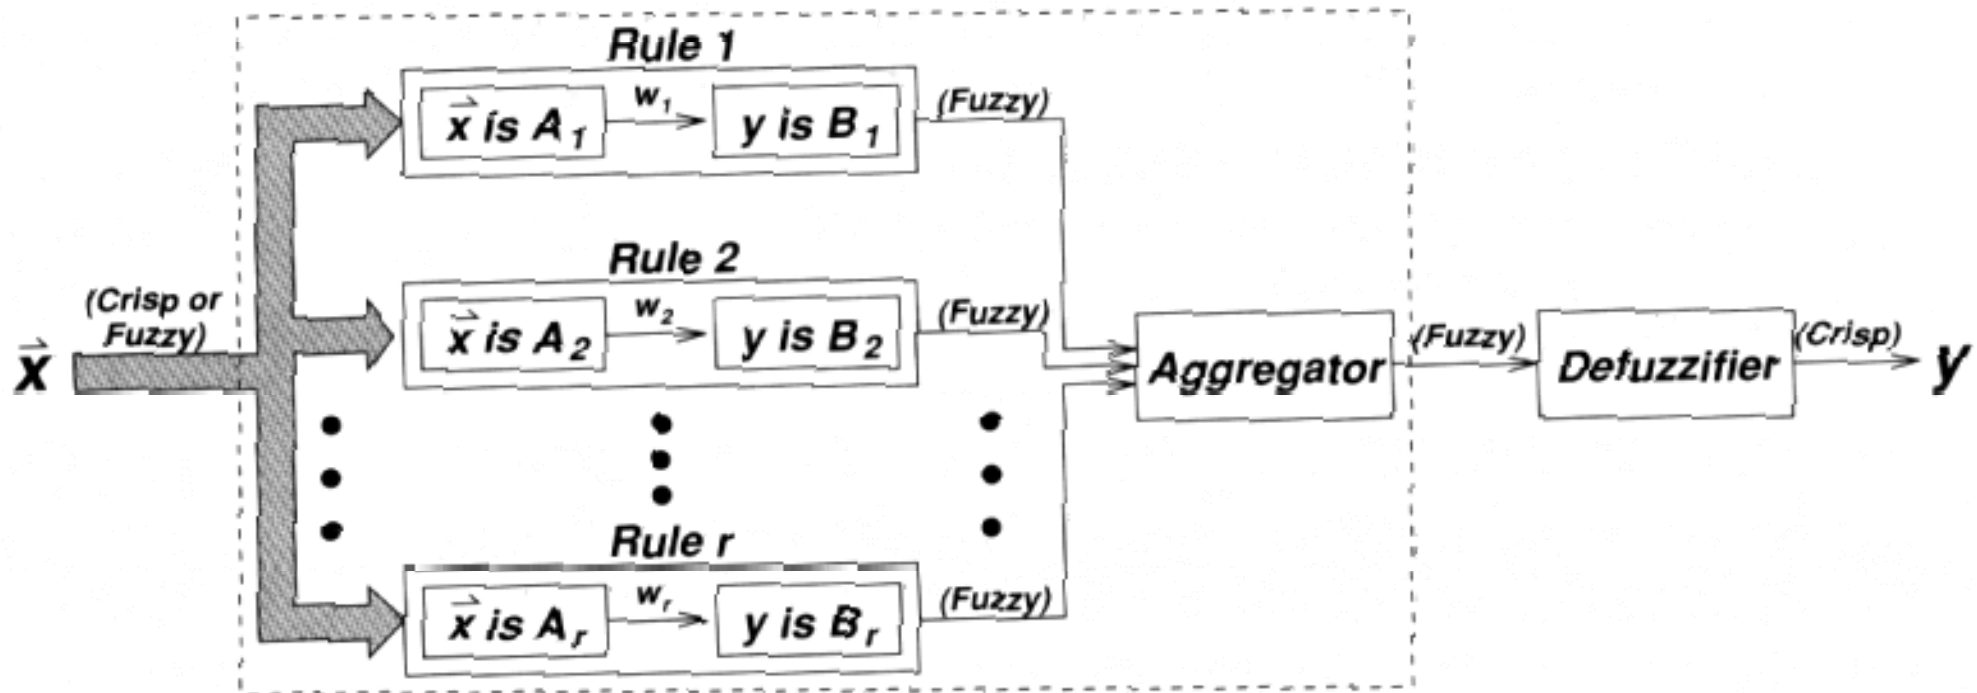 Rule 1
x⃗ is A₁
w₁
y is B₁
(Fuzzy)
Rule 2
x⃗ is A₂
w₂
y is B₂
(Fuzzy)
(Crisp or
Fuzzy)
x⃗
Aggregator
(Fuzzy)
Defuzzifier
(Crisp)
y
Rule r
x⃗ is Aᵣ
wᵣ
y is Bᵣ
(Fuzzy)